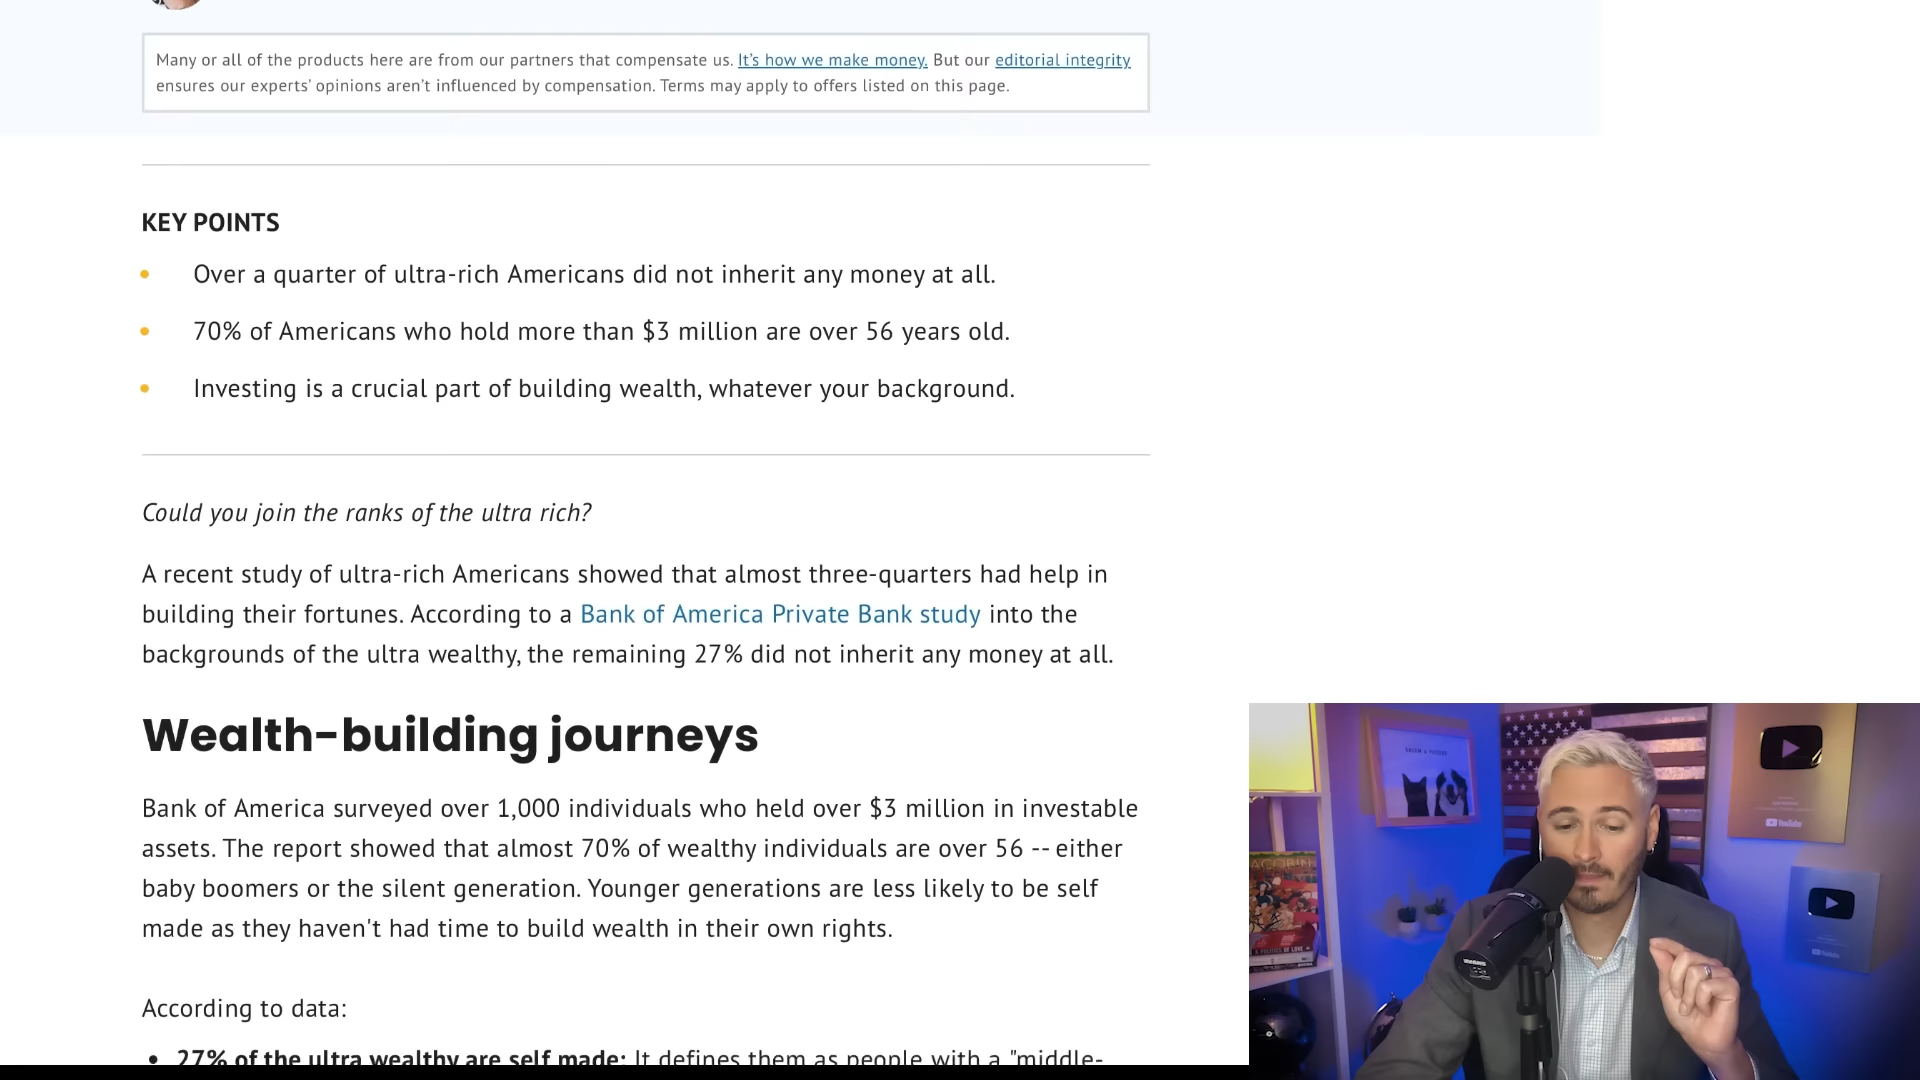 Many or all of the products here are from our partners that compensate us. It's how we make money. But our editorial integrity
ensures our experts' opinions aren't influenced by compensation. Terms may apply to offers listed on this page.
KEY POINTS
• Over a quarter of ultra-rich Americans did not inherit any money at all.
• 70% of Americans who hold more than $3 million are over 56 years old.
• Investing is a crucial part of building wealth, whatever your background.
Could you join the ranks of the ultra rich?
A recent study of ultra-rich Americans showed that almost three-quarters had help in
building their fortunes. According to a Bank of America Private Bank study into the
backgrounds of the ultra wealthy, the remaining 27% did not inherit any money at all.
Wealth-building journeys
Bank of America surveyed over 1,000 individuals who held over $3 million in investable
assets. The report showed that almost 70% of wealthy individuals are over 56 -- either
baby boomers or the silent generation. Younger generations are less likely to be self
made as they haven't had time to build wealth in their own rights.
According to data:
• 27% of the ultra wealthy are self made: It defines them as people with a "middle-
YouTube
YouTube